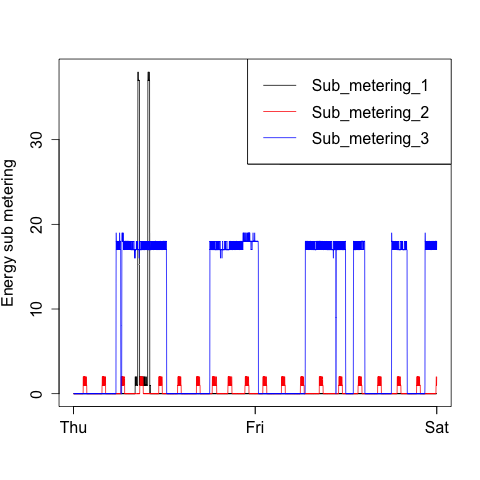 Sub_metering_1
Sub_metering_2
Sub_metering_3
Energy sub metering
30
20
10
0
Thu Fri Sat